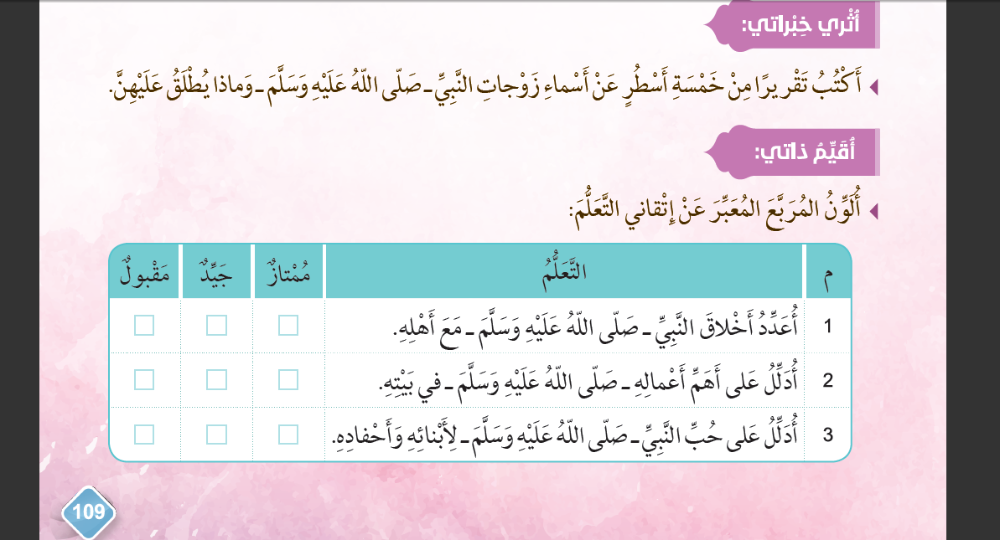 أُثْري خِبْراتي:
أَكْتُبُ تَقْريرًا مِنْ خَمْسَةِ أَسْطُرٍ عَنْ أَسْماءِ زَوْجاتِ النَّبِيِّ ـ صَلّى اللّهُ عَلَيْهِ وَسَلَّمَ ـ وَماذا يُطْلَقُ عَلَيْهِنَّ.
أُقَيِّمُ ذاتي:
أُلَوِّنُ المُرَبَّعَ المُعَبِّرَ عَنْ إِتْقاني التَّعَلُّمَ:
م التَّعَلُّمُ مُمْتازٌ جَيِّدٌ مَقْبولٌ
1 أُعَدِّدُ أَخْلاقَ النَّبِيِّ ـ صَلّى اللّهُ عَلَيْهِ وَسَلَّمَ ـ مَعَ أَهْلِهِ.
2 أُدَلِّلُ عَلى أَهَمِّ أَعْمالِهِ ـ صَلّى اللّهُ عَلَيْهِ وَسَلَّمَ ـ في بَيْتِهِ.
3 أُدَلِّلُ عَلى حُبِّ النَّبِيِّ ـ صَلّى اللّهُ عَلَيْهِ وَسَلَّمَ ـ لِأَبْنائِهِ وَأَحْفادِهِ.
109